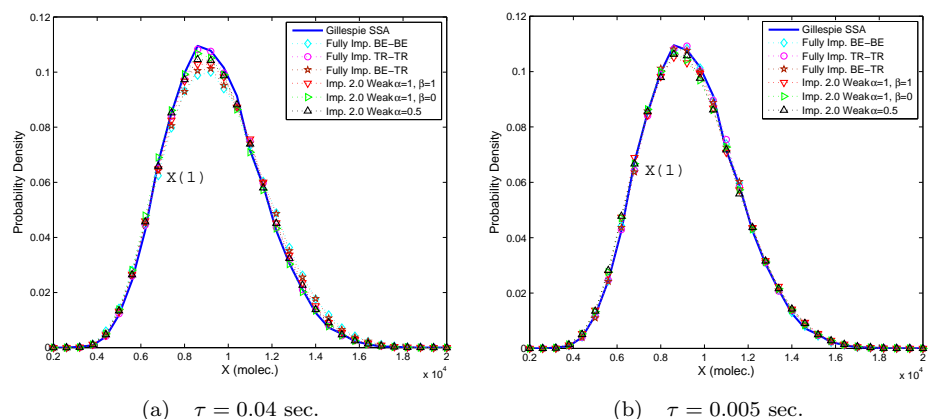 Gillespie SSA
Fully Imp. BE−BE
Fully Imp. TR−TR
Fully Imp. BE−TR
Imp. 2.0 Weakα=1, β=1
Imp. 2.0 Weakα=1, β=0
Imp. 2.0 Weakα=0.5
0.12
0.1
0.08
0.06
0.04
0.02
0
Probability Density
X(1)
0.2 0.4 0.6 0.8 1 1.2 1.4 1.6 1.8 2
X (molec.)
x 10⁴
(a) τ = 0.04 sec.
Gillespie SSA
Fully Imp. BE−BE
Fully Imp. TR−TR
Fully Imp. BE−TR
Imp. 2.0 Weakα=1, β=1
Imp. 2.0 Weakα=1, β=0
Imp. 2.0 Weakα=0.5
0.12
0.1
0.08
0.06
0.04
0.02
0
Probability Density
X(1)
0.2 0.4 0.6 0.8 1 1.2 1.4 1.6 1.8 2
X (molec.)
x 10⁴
(b) τ = 0.005 sec.